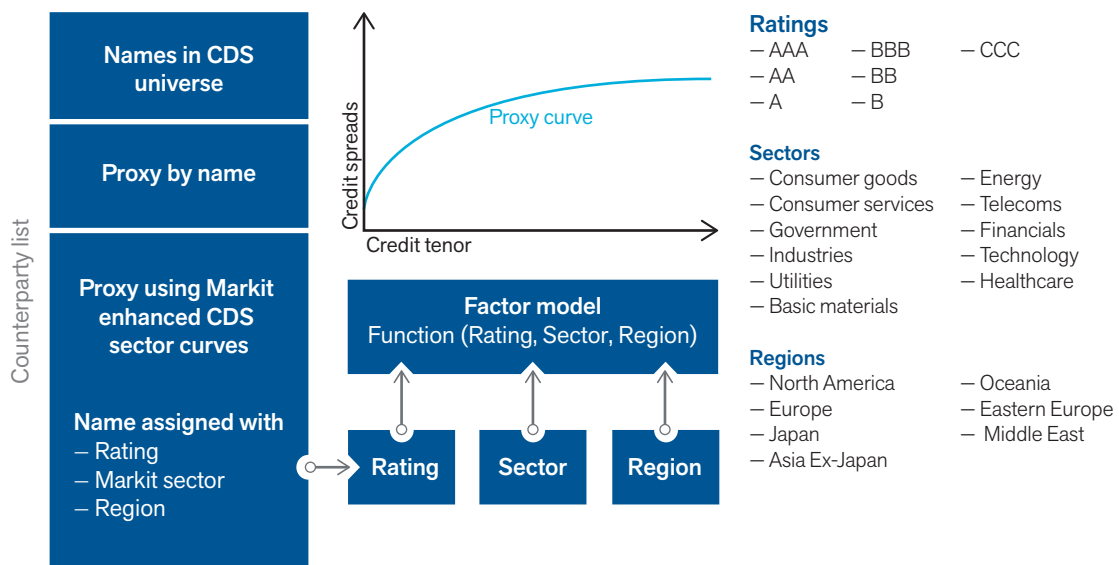 Counterparty list
Names in CDS
universe
Proxy by name
Proxy using Markit
enhanced CDS
sector curves
Name assigned with
– Rating
– Markit sector
– Region
Credit spreads
Proxy curve
Credit tenor
Factor model
Function (Rating, Sector, Region)
Rating
Sector
Region
Ratings
– AAA
– AA
– A
– BBB
– BB
– B
– CCC
Sectors
– Consumer goods
– Consumer services
– Government
– Industries
– Utilities
– Basic materials
– Energy
– Telecoms
– Financials
– Technology
– Healthcare
Regions
– North America
– Europe
– Japan
– Asia Ex-Japan
– Oceania
– Eastern Europe
– Middle East